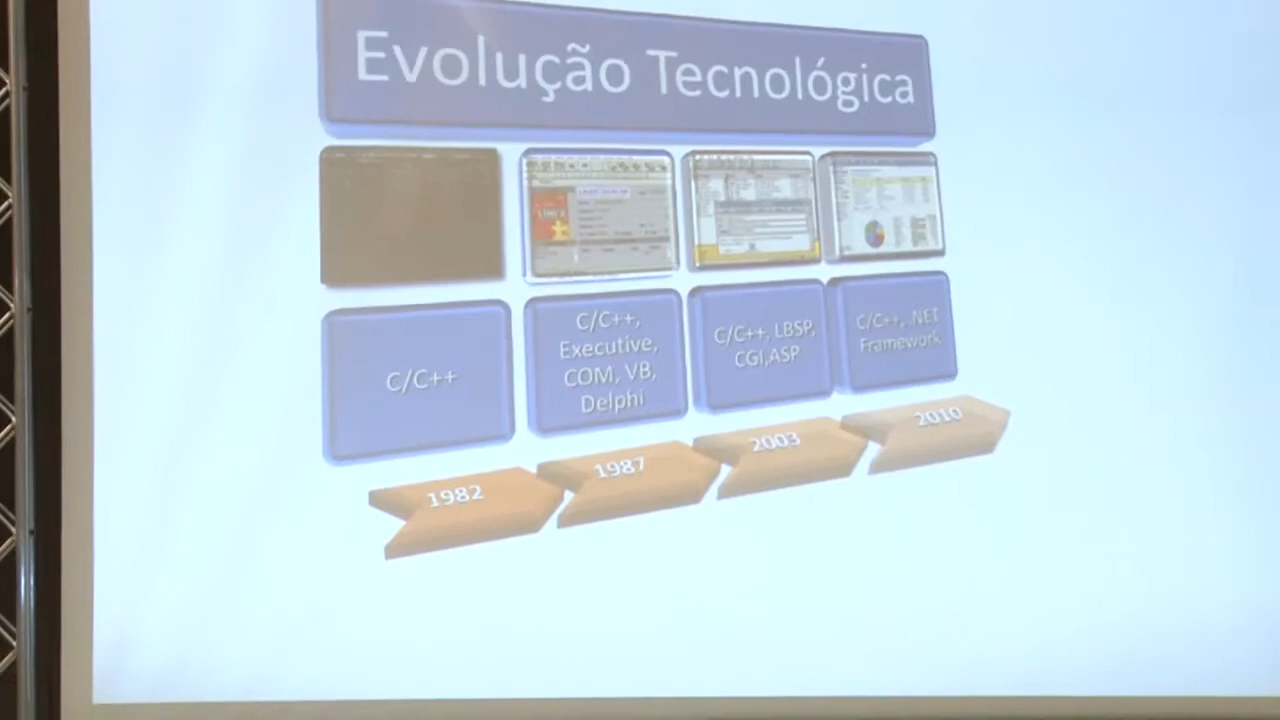 Evolução Tecnológica
C/C++
C/C++,
Executive,
COM, VB,
Delphi
C/C++, LBSP,
CGI,ASP
C/C++, .NET
Framework
1982
1987
2003
2010